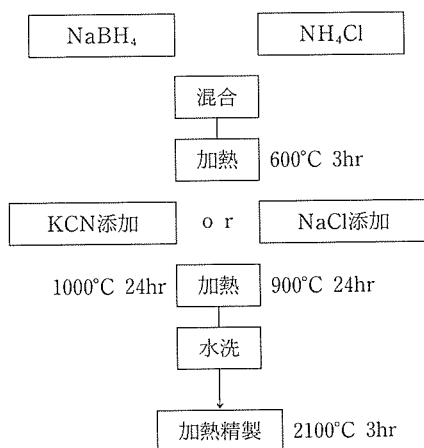 NaBH₄ NH₄Cl
混合
加熱 600°C 3hr
KCN添加 or NaCl添加
1000°C 24hr 加熱 900°C 24hr
水洗
加熱精製 2100°C 3hr